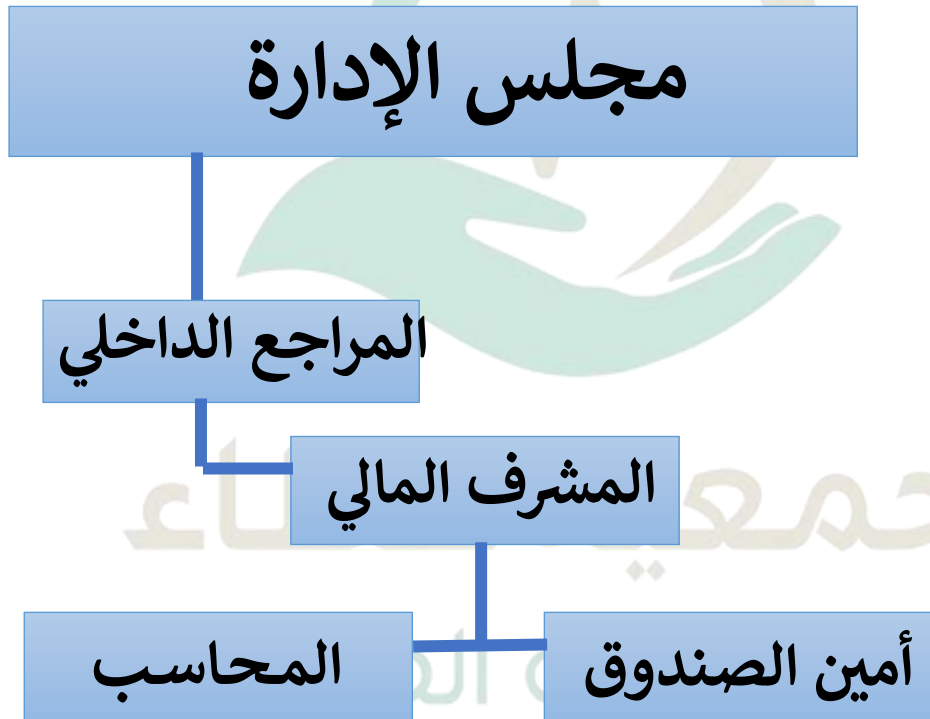 مجلس الإدارة
المراجع الداخلي
المشرف المالي
أمين الصندوق
المحاسب